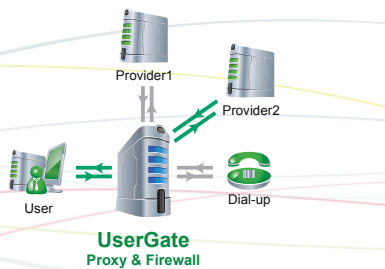 Provider1
Provider2
User
Dial-up
UserGate
Proxy & Firewall